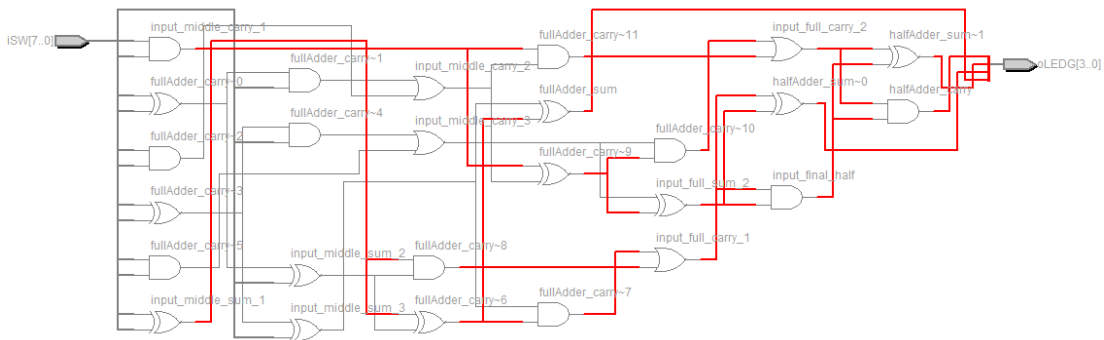 input_middle_carry_1
iSW[7..0]
fullAdder_carry~11
input_full_carry_2
halfAdder_sum~1
fullAdder_carry~1
input_middle_carry_2
oLEDG[3..0]
fullAdder_carry~0
fullAdder_sum
halfAdder_sum~0
halfAdder_carry
fullAdder_carry~4
input_middle_carry_3
fullAdder_carry~2
fullAdder_carry~10
fullAdder_carry~9
fullAdder_carry~3
input_full_sum_2
input_final_half
fullAdder_carry~5
input_middle_sum_2
fullAdder_carry~8
input_full_carry_1
input_middle_sum_1
input_middle_sum_3
fullAdder_carry~6
fullAdder_carry~7